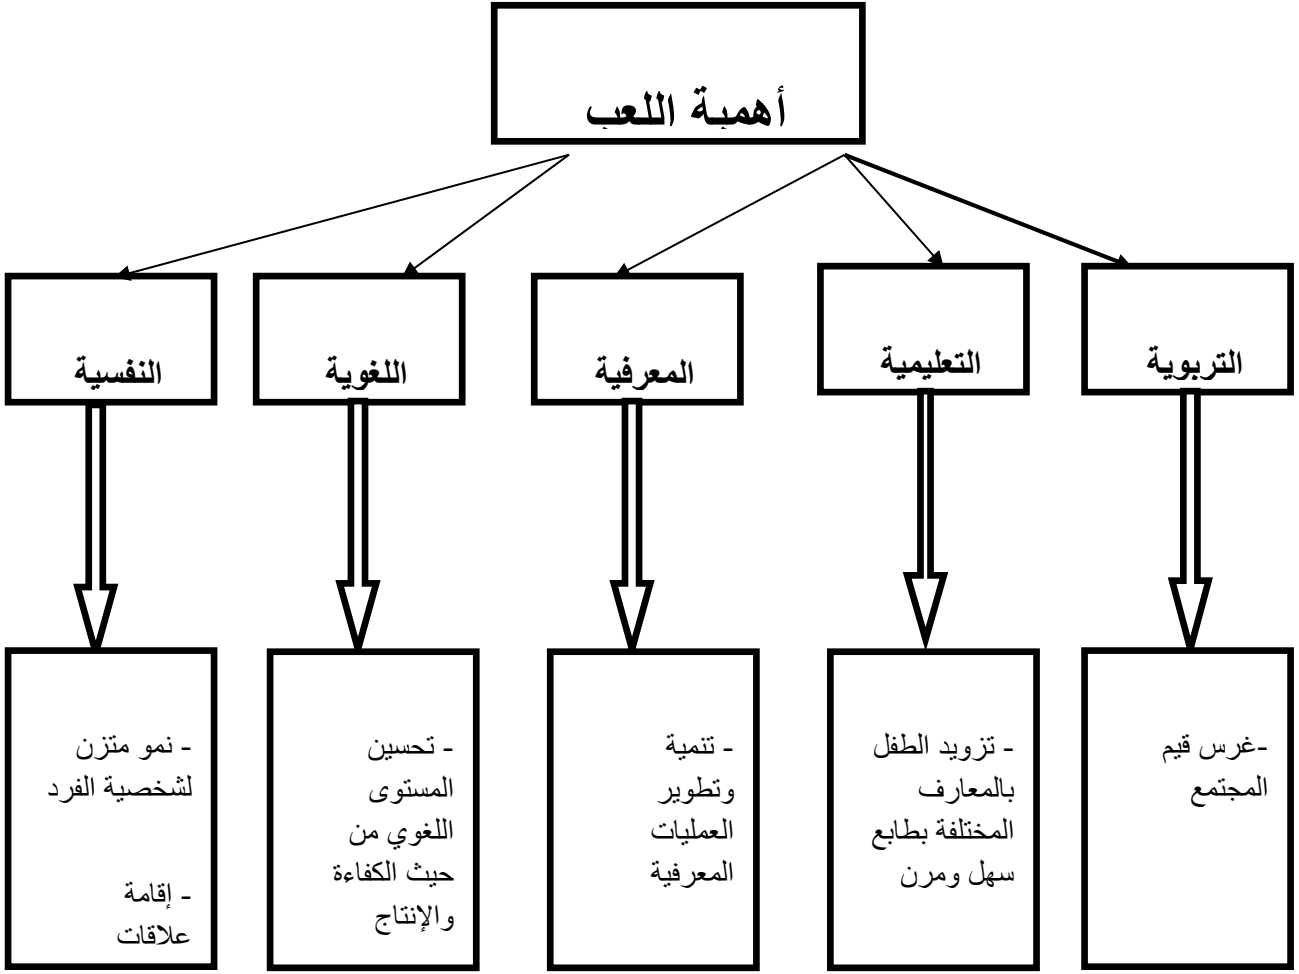 أهمية اللعب
التربوية
التعليمية
المعرفية
اللغوية
النفسية
-غرس قيم
المجتمع
- تزويد الطفل
بالمعارف
المختلفة بطابع
سهل ومرن
- تنمية
وتطوير
العمليات
المعرفية
- تحسين
المستوى
اللغوي من
حيث الكفاءة
والإنتاج
- نمو متزن
لشخصية الفرد
- إقامة
علاقات